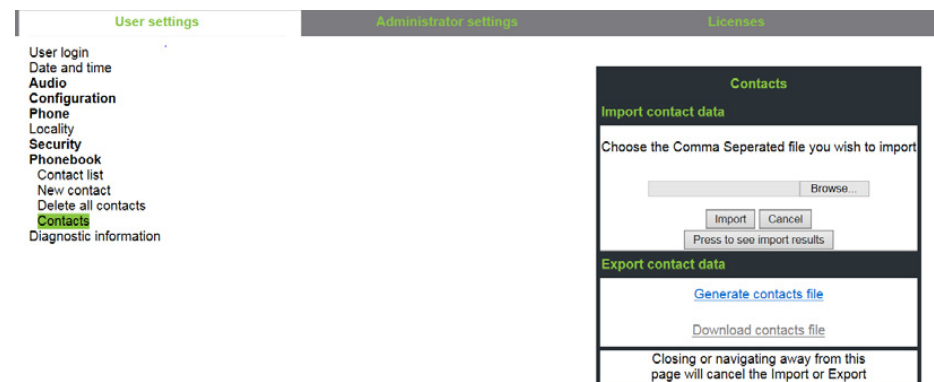 User settings
Administrator settings
Licenses
User login
Date and time
Audio
Configuration
Phone
Locality
Security
Phonebook
Contact list
New contact
Delete all contacts
Contacts
Diagnostic information
Contacts
Import contact data
Choose the Comma Seperated file you wish to import
Browse...
Import Cancel
Press to see import results
Export contact data
Generate contacts file
Download contacts file
Closing or navigating away from this
page will cancel the Import or Export